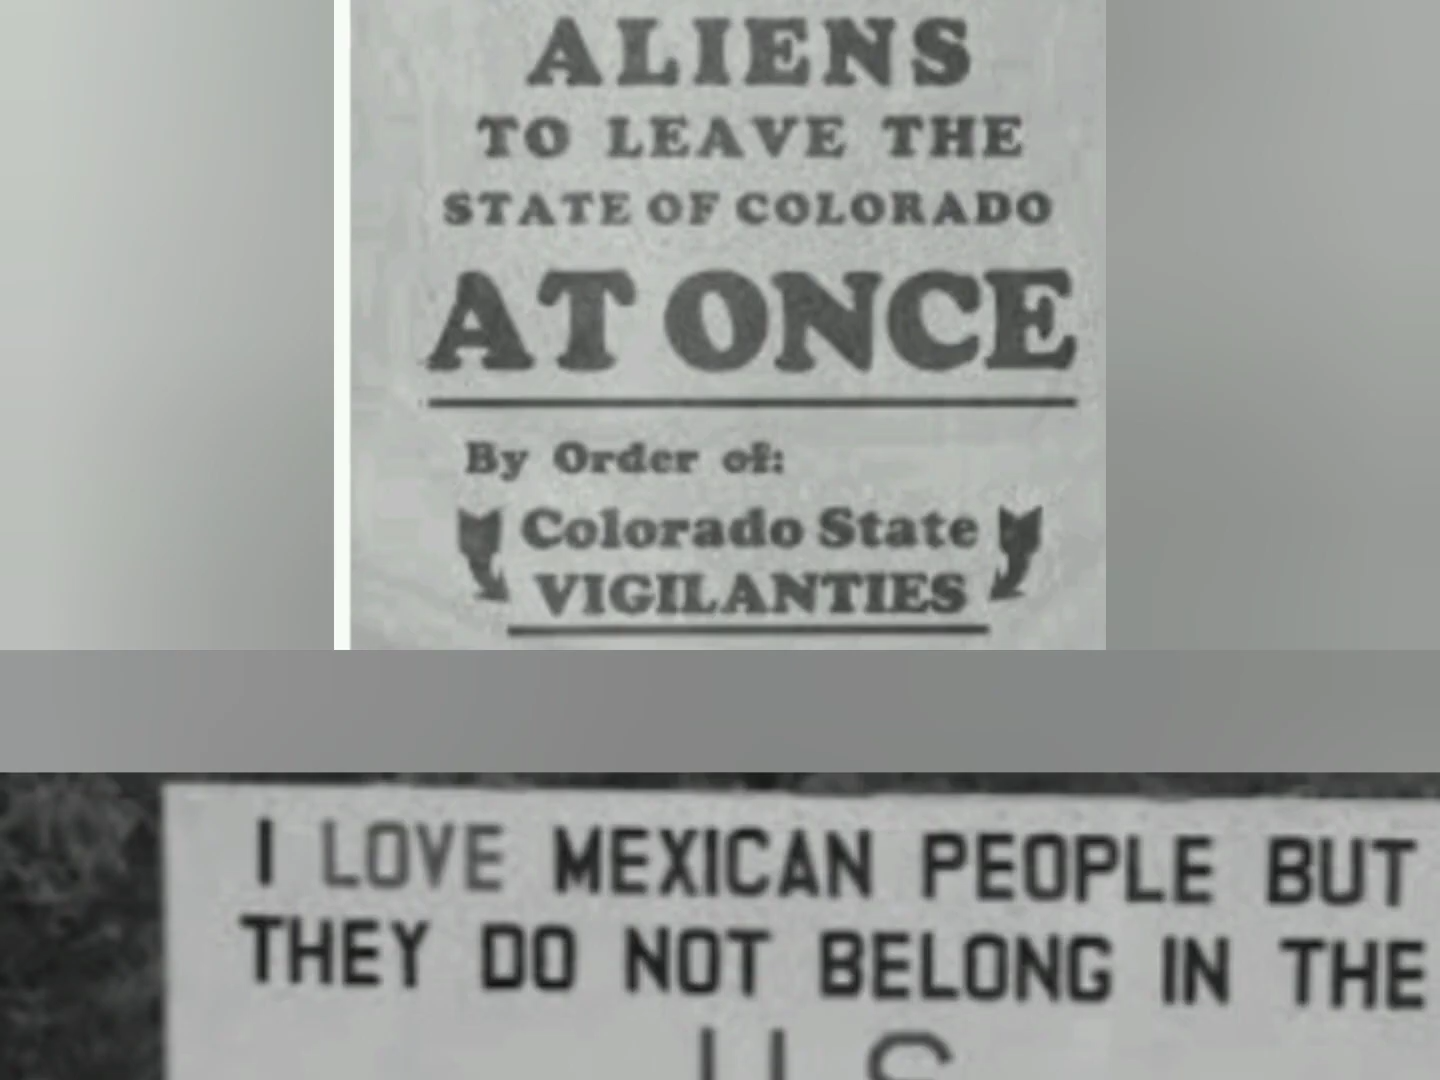 ALIENS
TO LEAVE THE
STATE OF COLORADO
AT ONCE
By Order of:
Colorado State
VIGILANTIES
I LOVE MEXICAN PEOPLE BUT
THEY DO NOT BELONG IN THE
U.S.